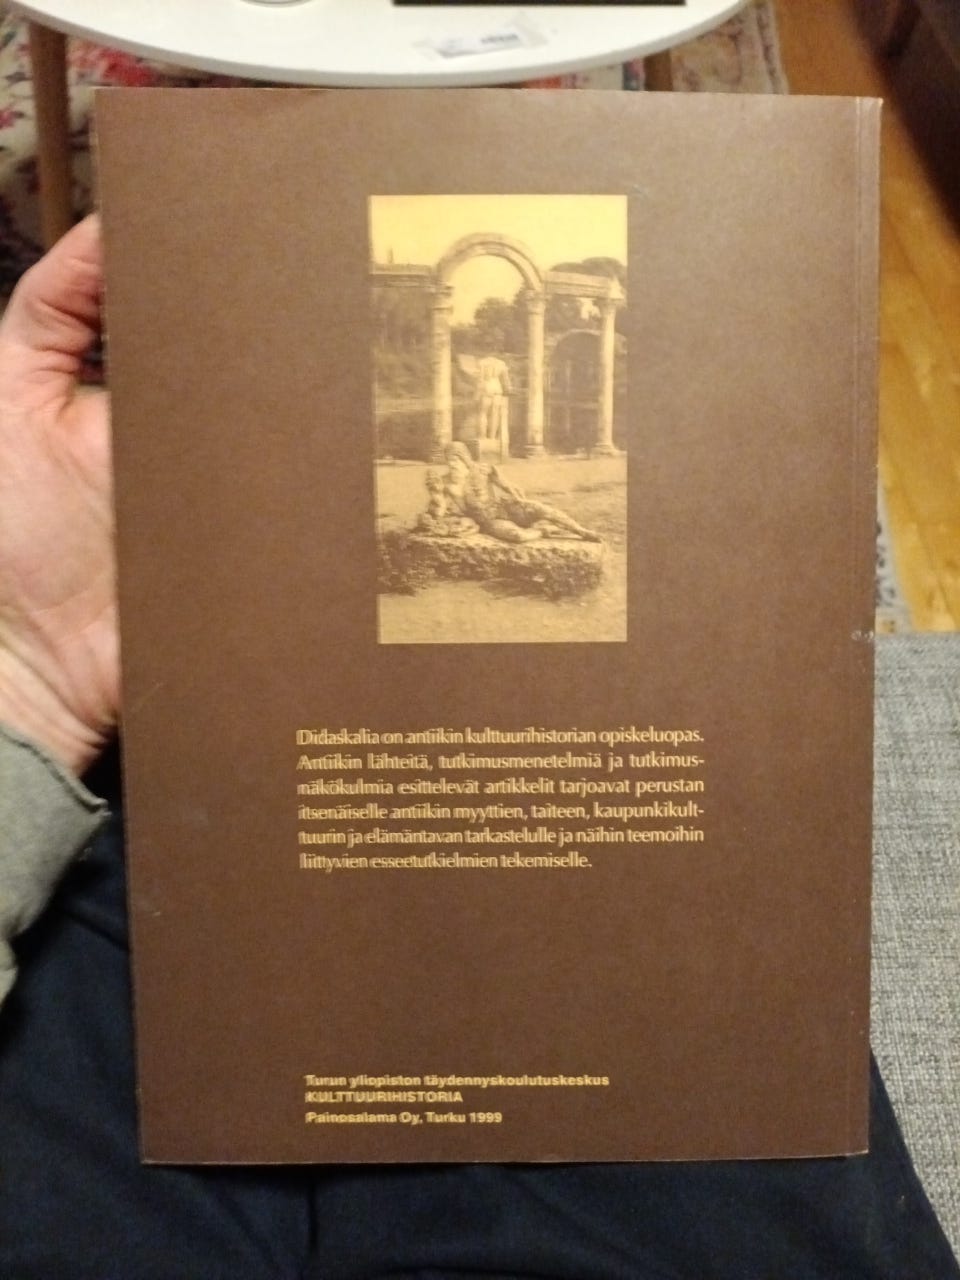 Didaskalia on antiikin kulttuurihistorian opiskeluopas.
Antiikin lähteitä, tutkimusmenetelmiä ja tutkimus-
näkökulmia esittelevät artikkelit tarjoavat perustan
itsenäiselle antiikin myyttien, taiteen, kaupunkikult-
tuurin ja elämäntavan tarkastelulle ja näihin teemoihin
liittyvien esseetutkielmien tekemiselle.
Turun yliopiston täydennyskoulutuskeskus
KULTTUURIHISTORIA
Painosalama Oy, Turku 1999